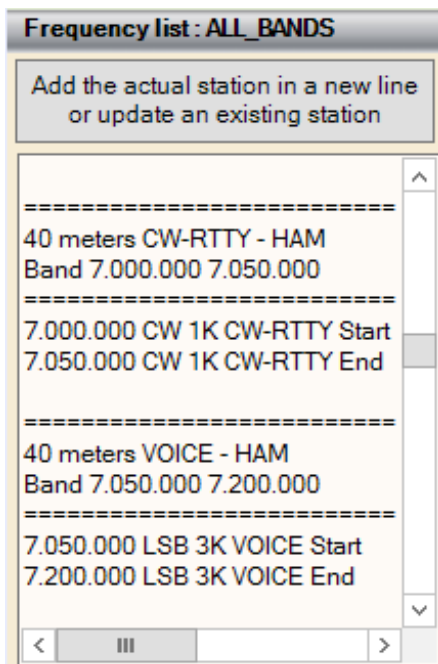 Frequency list : ALL_BANDS
Add the actual station in a new line
or update an existing station
==========================
40 meters CW-RTTY - HAM
Band 7.000.000 7.050.000
==========================
7.000.000 CW 1K CW-RTTY Start
7.050.000 CW 1K CW-RTTY End
==========================
40 meters VOICE - HAM
Band 7.050.000 7.200.000
==========================
7.050.000 LSB 3K VOICE Start
7.200.000 LSB 3K VOICE End